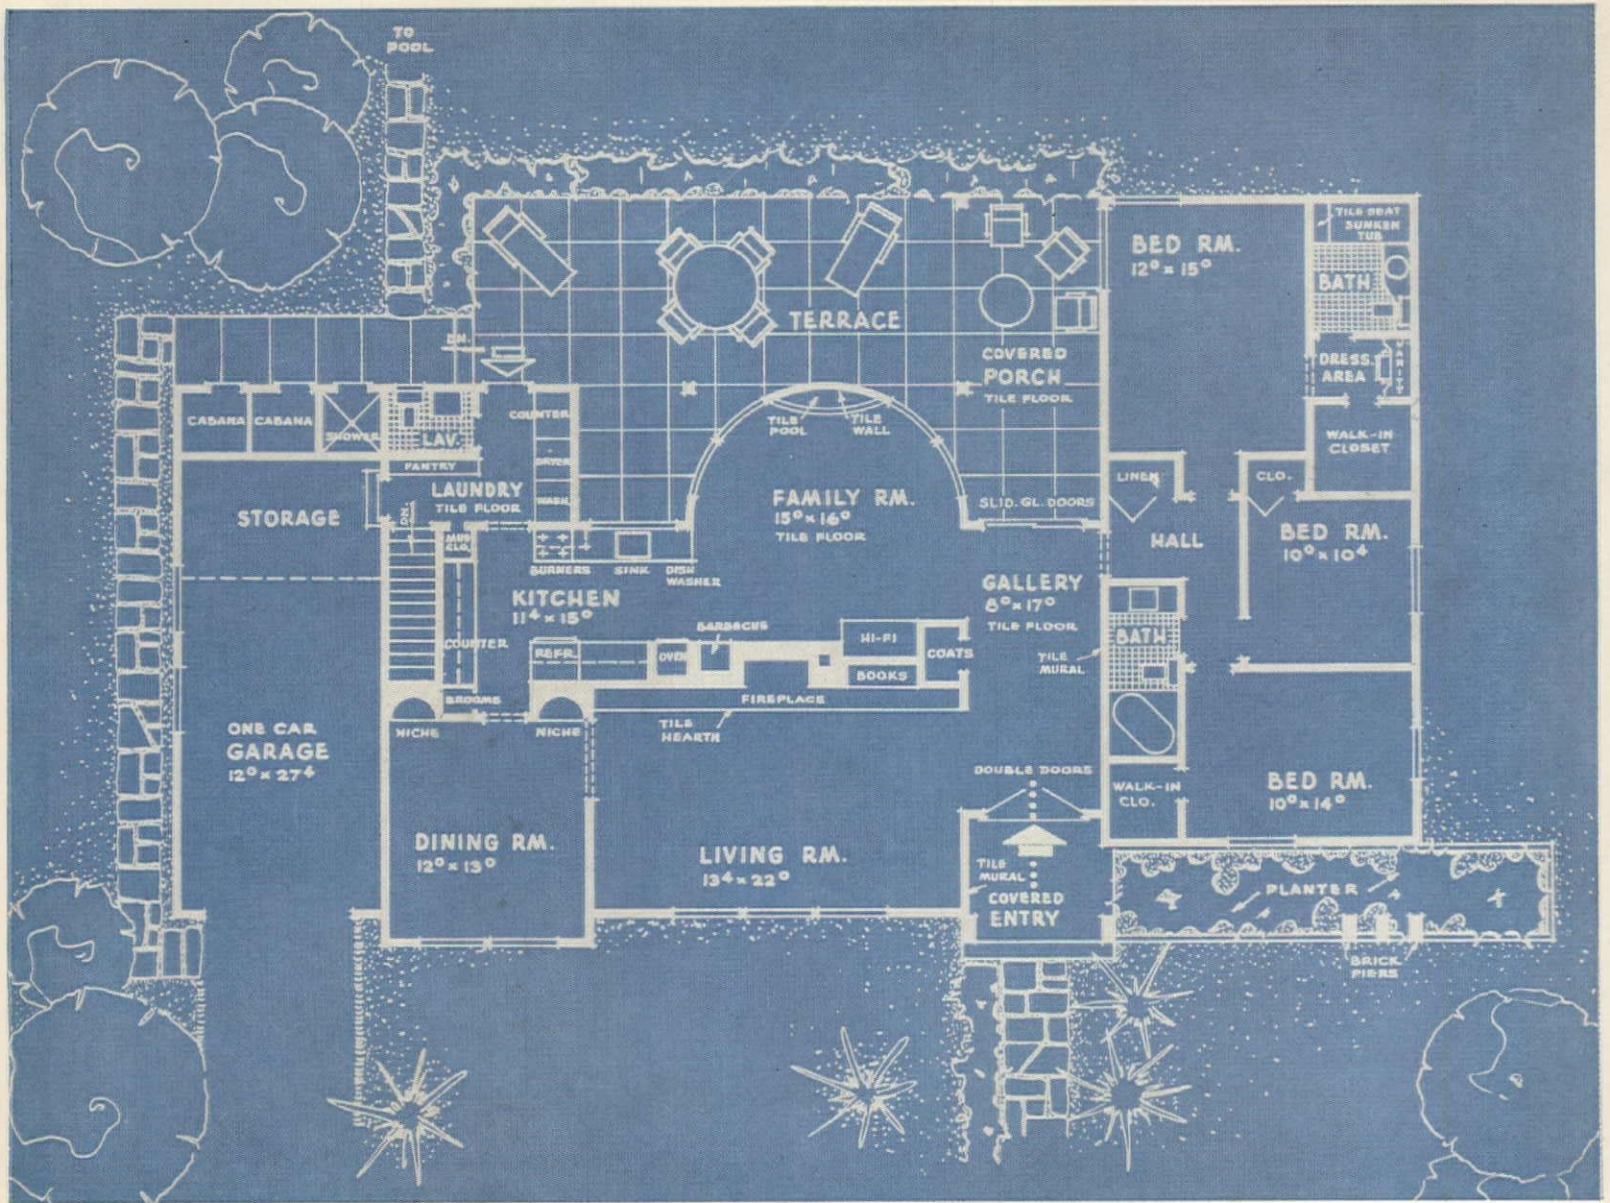 TO
POOL
BED RM.
12⁰ × 15⁰
TILE SEAT
SUNKEN
TUB
BATH
TERRACE
DN.
COVERED
PORCH
TILE FLOOR
DRESS.
AREA
VANITY
CABANA
CABANA
SHOWER
LAV.
COUNTER
TILE
POOL
TILE
WALL
WALK-IN
CLOSET
PANTRY
DRYER
LAUNDRY
TILE FLOOR
WASH.
FAMILY RM.
15⁰ × 16⁰
TILE FLOOR
SLID. GL. DOORS
LINEN
CLO.
STORAGE
DN.
MUD
CLO.
HALL
BED RM.
10⁰ × 10⁴
BURNERS
SINK
DISH
WASHER
KITCHEN
11⁴ × 15⁰
GALLERY
8⁰ × 17⁰
TILE FLOOR
BARBECUE
HI-FI
COATS
BATH
TILE
MURAL
COUNTER
REFR.
OVEN
BOOKS
BROOMS
FIREPLACE
NICHE
NICHE
TILE
HEARTH
ONE CAR
GARAGE
12⁰ × 27⁴
DOUBLE DOORS
WALK-IN
CLO.
BED RM.
10⁰ × 14⁰
DINING RM.
12⁰ × 13⁰
LIVING RM.
13⁴ × 22⁰
TILE
MURAL
COVERED
ENTRY
PLANTER
BRICK
PIERS